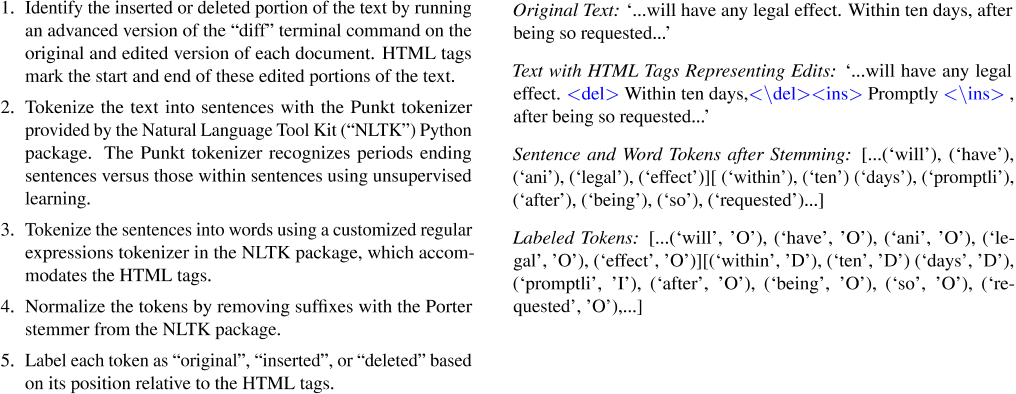 1. Identify the inserted or deleted portion of the text by running
an advanced version of the “diff” terminal command on the
original and edited version of each document. HTML tags
mark the start and end of these edited portions of the text.
2. Tokenize the text into sentences with the Punkt tokenizer
provided by the Natural Language Tool Kit (“NLTK”) Python
package. The Punkt tokenizer recognizes periods ending
sentences versus those within sentences using unsupervised
learning.
3. Tokenize the sentences into words using a customized regular
expressions tokenizer in the NLTK package, which accom-
modates the HTML tags.
4. Normalize the tokens by removing suffixes with the Porter
stemmer from the NLTK package.
5. Label each token as “original”, “inserted”, or “deleted” based
on its position relative to the HTML tags.
Original Text: ‘...will have any legal effect. Within ten days, after
being so requested...’
Text with HTML Tags Representing Edits: ‘...will have any legal
effect. <del> Within ten days,<\del><ins> Promptly <\ins> ,
after being so requested...’
Sentence and Word Tokens after Stemming: [...(‘will’), (‘have’),
(‘ani’), (‘legal’), (‘effect’)][ (‘within’), (‘ten’) (‘days’), (‘promptli’),
(‘after’), (‘being’), (‘so’), (‘requested’)...]
Labeled Tokens: [...(‘will’, ’O’), (‘have’, ’O’), (‘ani’, ’O’), (‘le-
gal’, ’O’), (‘effect’, ’O’)][(‘within’, ’D’), (‘ten’, ’D’) (‘days’, ’D’),
(‘promptli’, ’I’), (‘after’, ’O’), (‘being’, ’O’), (‘so’, ’O’), (‘re-
quested’, ’O’),...]